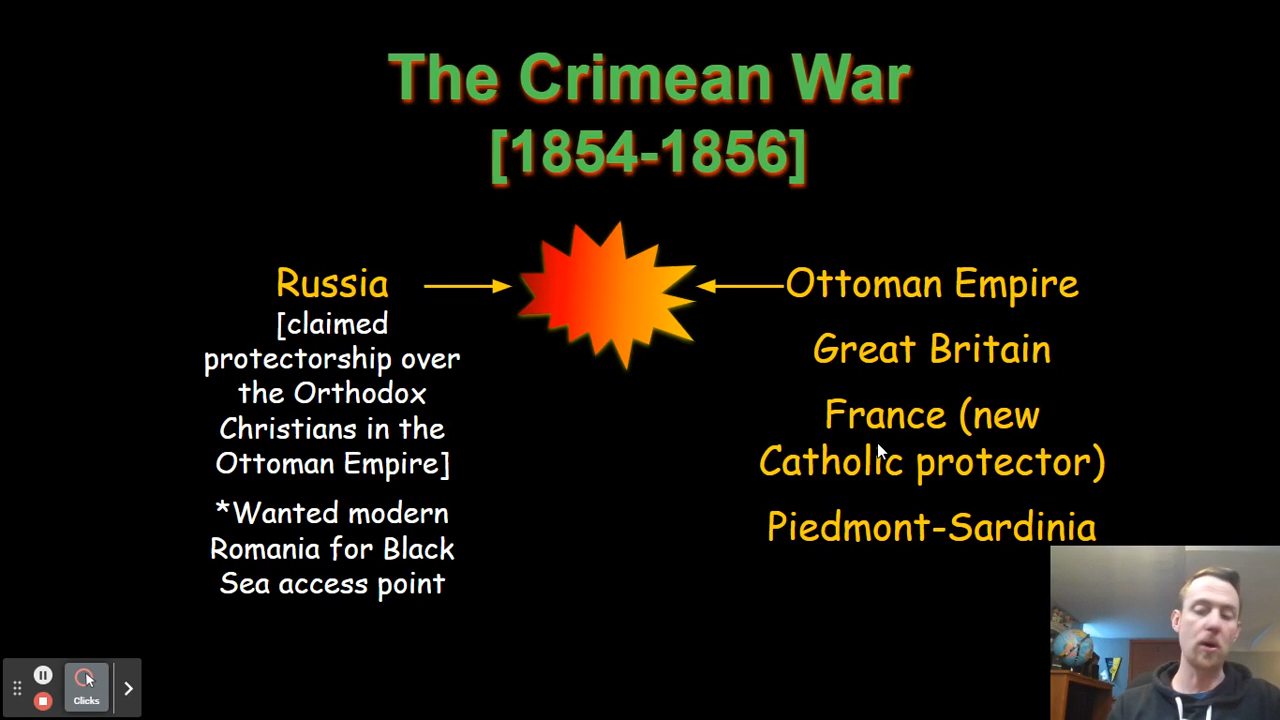 The Crimean War
[1854-1856]
Russia
[claimed
protectorship over
the Orthodox
Christians in the
Ottoman Empire]
*Wanted modern
Romania for Black
Sea access point
Ottoman Empire
Great Britain
France (new
Catholic protector)
Piedmont-Sardinia
Clicks